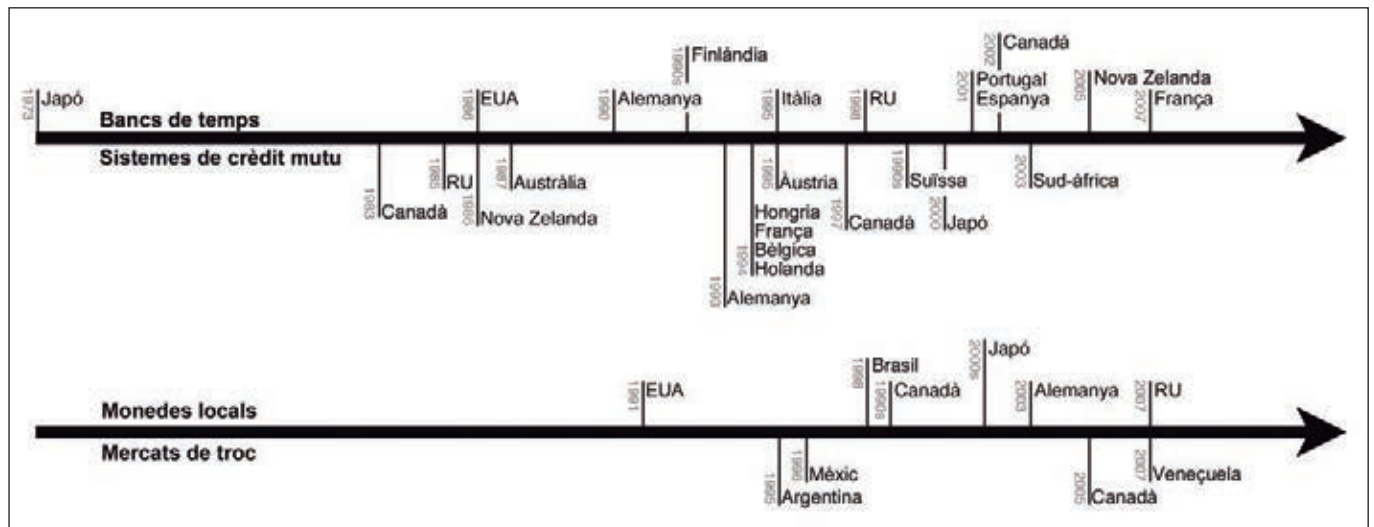 1973 Japó
1986 EUA
1990 Alemanya
1990s Finlàndia
1995 Itàlia
1998 RU
2001 Portugal
Espanya
2002 Canadà
2005 Nova Zelanda
2007 França
Bancs de temps
Sistemes de crèdit mutu
1983 Canadà
1985 RU
1986 Nova Zelanda
1987 Austràlia
1993 Alemanya
1994 Hongria
França
Bèlgica
Holanda
1995 Àustria
1997 Canadà
1990s Suïssa
2000 Japó
2003 Sud-àfrica
1991 EUA
1998 Brasil
1990s Canadà
2000s Japó
2003 Alemanya
2007 RU
Monedes locals
Mercats de troc
1995 Argentina
1996 Mèxic
2005 Canadà
2007 Veneçuela